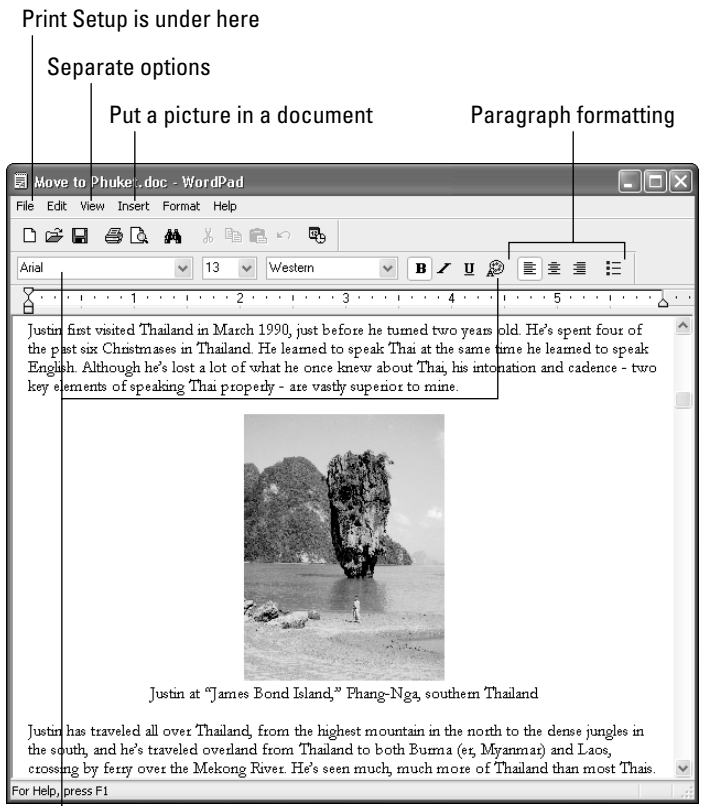 Print Setup is under here
Separate options
Put a picture in a document
Paragraph formatting
Move to Phuket.doc - WordPad
File Edit View Insert Format Help
Arial 13 Western B I U
1 2 3 4 5
Justin first visited Thailand in March 1990, just before he turned two years old. He's spent four of
the past six Christmases in Thailand. He learned to speak Thai at the same time he learned to speak
English. Although he's lost a lot of what he once knew about Thai, his intonation and cadence - two
key elements of speaking Thai properly - are vastly superior to mine.
Justin at “James Bond Island,” Phang-Nga, southern Thailand
Justin has traveled all over Thailand, from the highest mountain in the north to the dense jungles in
the south, and he's traveled overland from Thailand to both Burma (er, Myanmar) and Laos,
crossing by ferry over the Mekong River. He's seen much, much more of Thailand than most Thais.
For Help, press F1